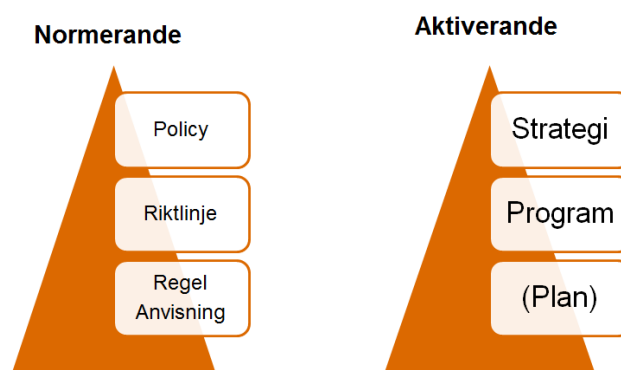 Normerande
Policy
Riktlinje
Regel
Anvisning
Aktiverande
Strategi
Program
(Plan)